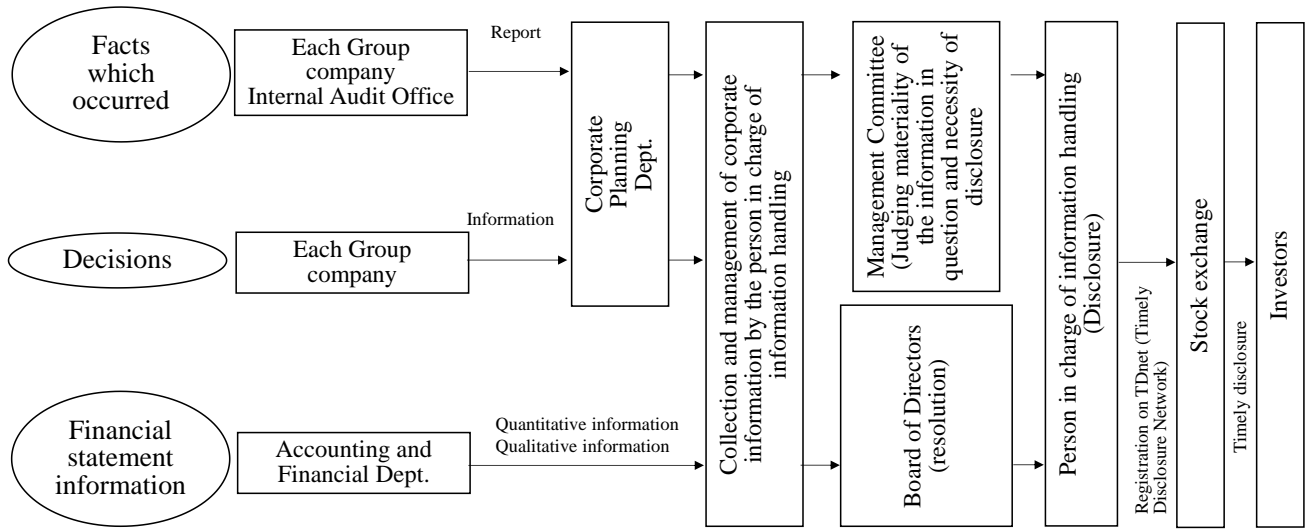 Facts
which
occurred
Each Group
company
Internal Audit Office
Report
Decisions
Each Group
company
Information
Financial
statement
information
Accounting and
Financial Dept.
Quantitative information
Qualitative information
Corporate
Planning
Dept.
Collection and management of corporate
information by the person in charge of
information handling
Management Committee
(Judging materiality of
the information in
question and necessity of
disclosure
Board of Directors
(resolution)
Person in charge of information handling
(Disclosure)
Registration on TDnet (Timely
Disclosure Network)
Stock exchange
Timely disclosure
Investors